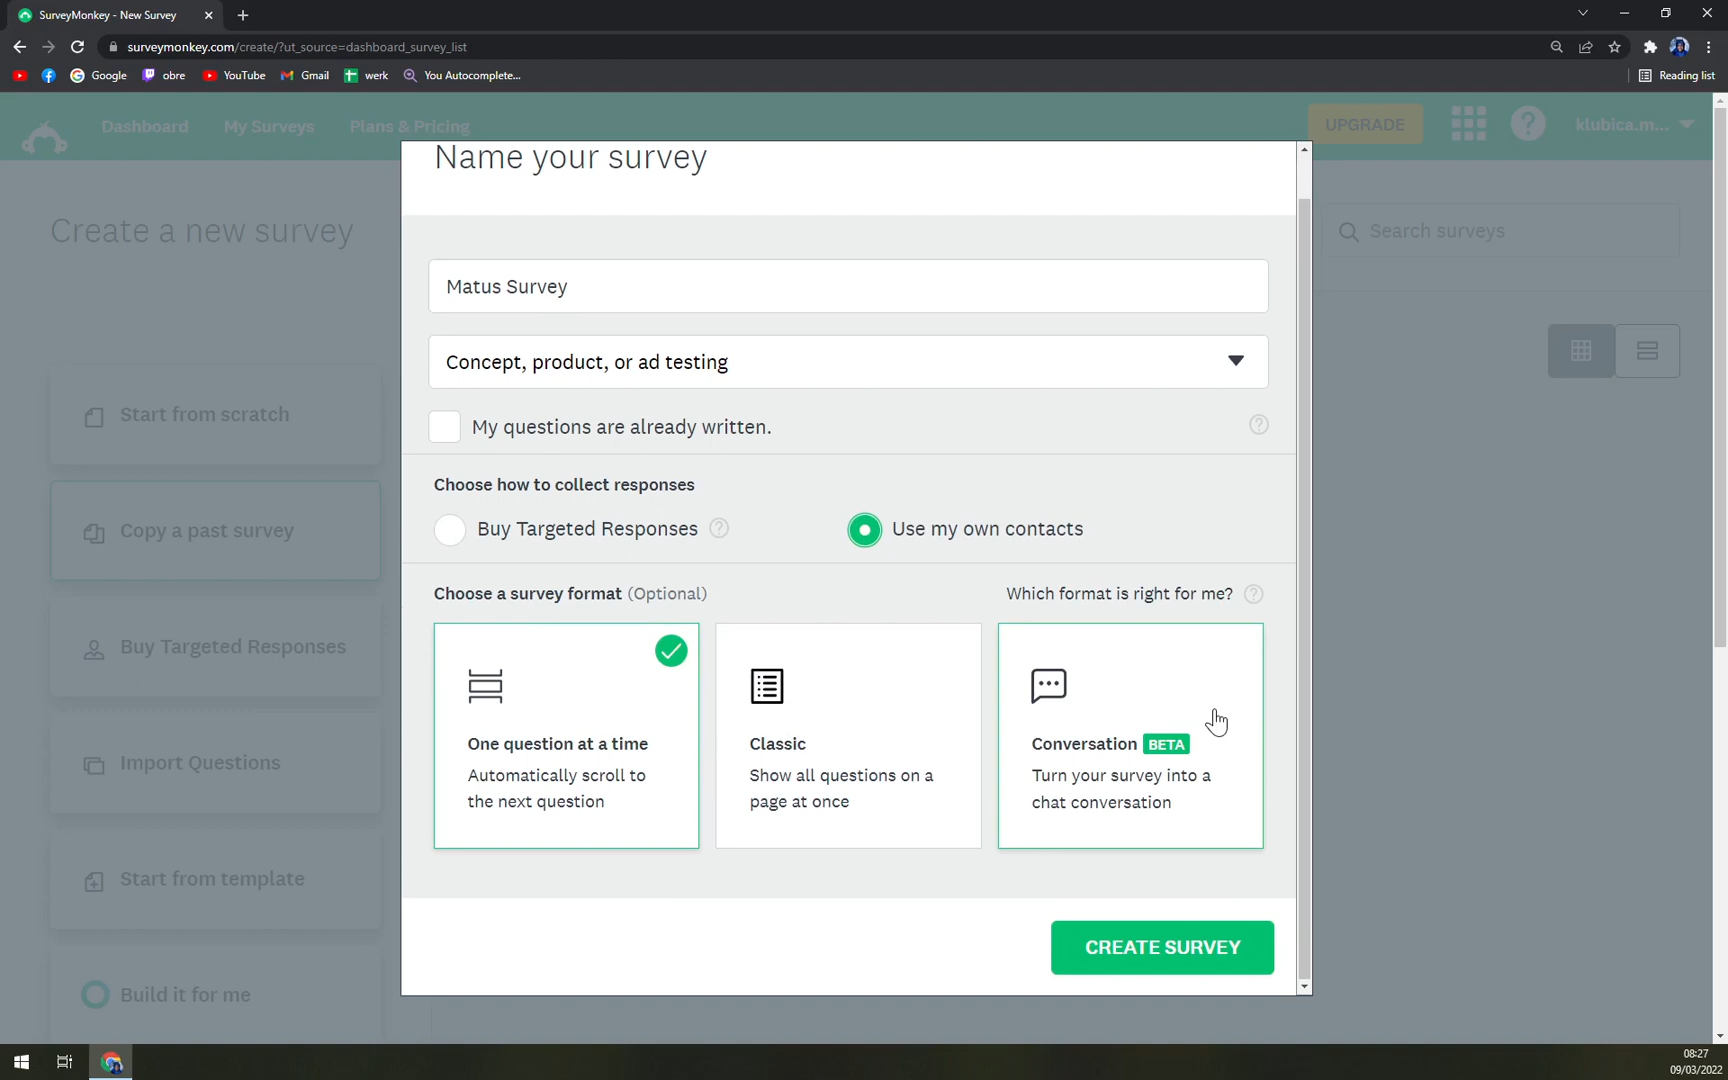 SurveyMonkey - New Survey
surveymonkey.com/create/?ut_source=dashboard_survey_list
Google
obre
YouTube
Gmail
werk
You Autocomplete...
Reading list
Dashboard
My Surveys
Plans & Pricing
UPGRADE
klubica.m...
Name your survey
Create a new survey
Search surveys
Matus Survey
Concept, product, or ad testing
My questions are already written.
Start from scratch
Choose how to collect responses
Buy Targeted Responses
Use my own contacts
Copy a past survey
Choose a survey format (Optional)
Which format is right for me?
Buy Targeted Responses
One question at a time
Automatically scroll to
the next question
Classic
Show all questions on a
page at once
Conversation BETA
Turn your survey into a
chat conversation
Import Questions
Start from template
CREATE SURVEY
Build it for me
08:27
09/03/2022